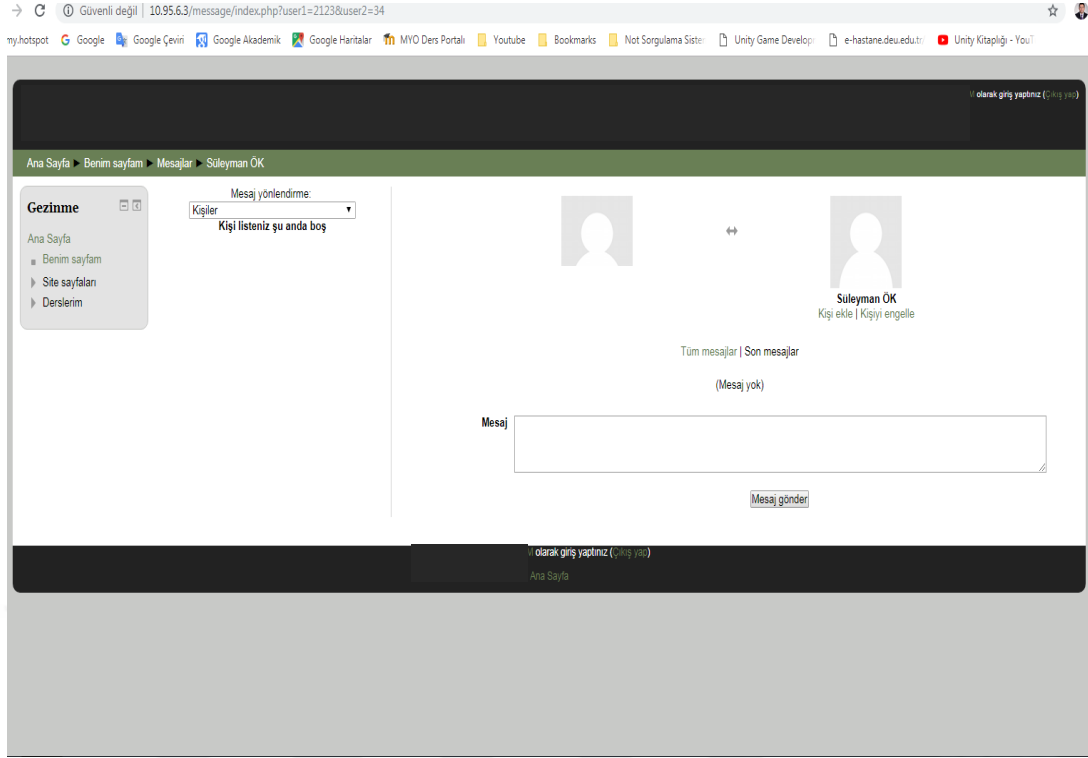 Güvenli değil | 10.95.6.3/message/index.php?user1=2123&user2=34
my.hotspot Google Google Çeviri Google Akademik Google Haritalar MYO Ders Portalı Youtube Bookmarks Not Sorgulama Sister Unity Game Develop e-hastane.deu.edu.tr/ Unity Kitaplığı - You
M olarak giriş yaptınız (Çıkış yap)
Ana Sayfa Benim sayfam Mesajlar Süleyman ÖK
Gezinme
Ana Sayfa
Benim sayfam
Site sayfaları
Derslerim
Mesaj yönlendirme:
Kişiler
Kişi listeniz şu anda boş
Süleyman ÖK
Kişi ekle | Kişiyi engelle
Tüm mesajlar | Son mesajlar
(Mesaj yok)
Mesaj
Mesaj gönder
M olarak giriş yaptınız (Çıkış yap)
Ana Sayfa